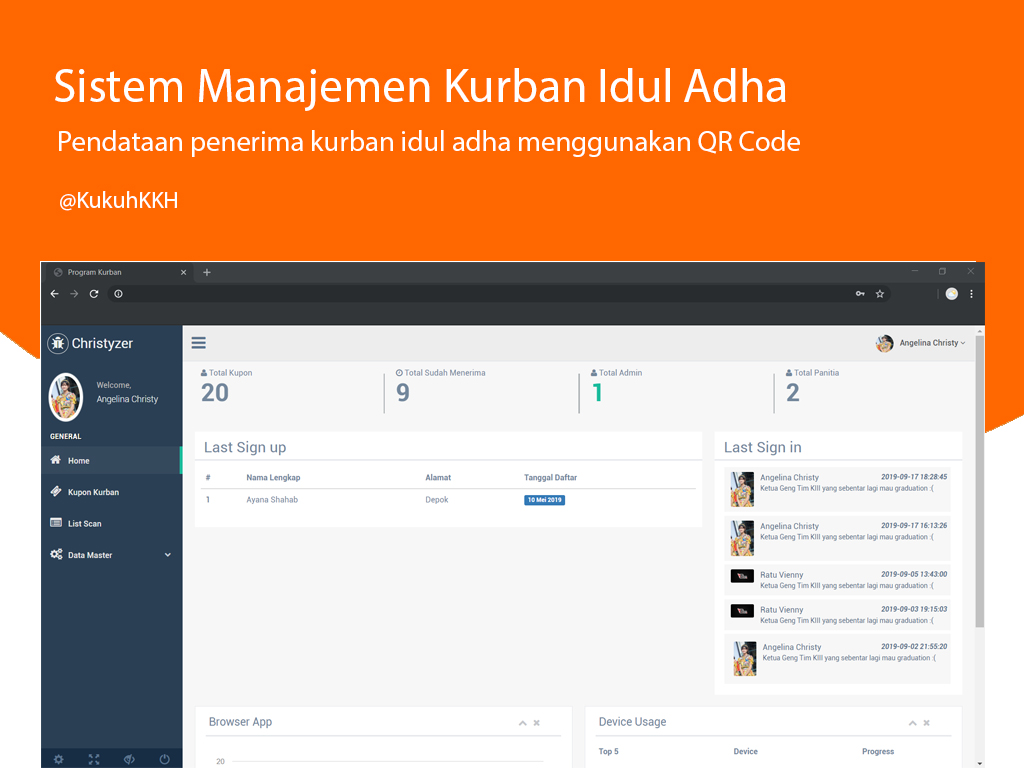 Sistem Manajemen Kurban Idul Adha
Pendataan penerima kurban idul adha menggunakan QR Code
@KukuhKKH
Program Kurban
Christyzer
Angelina Christy
Welcome,
Angelina Christy
GENERAL
Home
Kupon Kurban
List Scan
Data Master
Total Kupon
20
Total Sudah Menerima
9
Total Admin
1
Total Panitia
2
Last Sign up
# Nama Lengkap Alamat Tanggal Daftar
1 Ayana Shahab Depok 10 Mei 2019
Last Sign in
Angelina Christy 2019-09-17 18:28:45
Ketua Geng Tim KIII yang sebentar lagi mau graduation :(
Angelina Christy 2019-09-17 16:13:26
Ketua Geng Tim KIII yang sebentar lagi mau graduation :(
Ratu Vienny 2019-09-05 13:43:00
Ketua Geng Tim KIII yang sebentar lagi mau graduation :(
Ratu Vienny 2019-09-03 19:15:03
Ketua Geng Tim KIII yang sebentar lagi mau graduation :(
Angelina Christy 2019-09-02 21:55:20
Ketua Geng Tim KIII yang sebentar lagi mau graduation :(
Browser App
20
Device Usage
Top 5 Device Progress